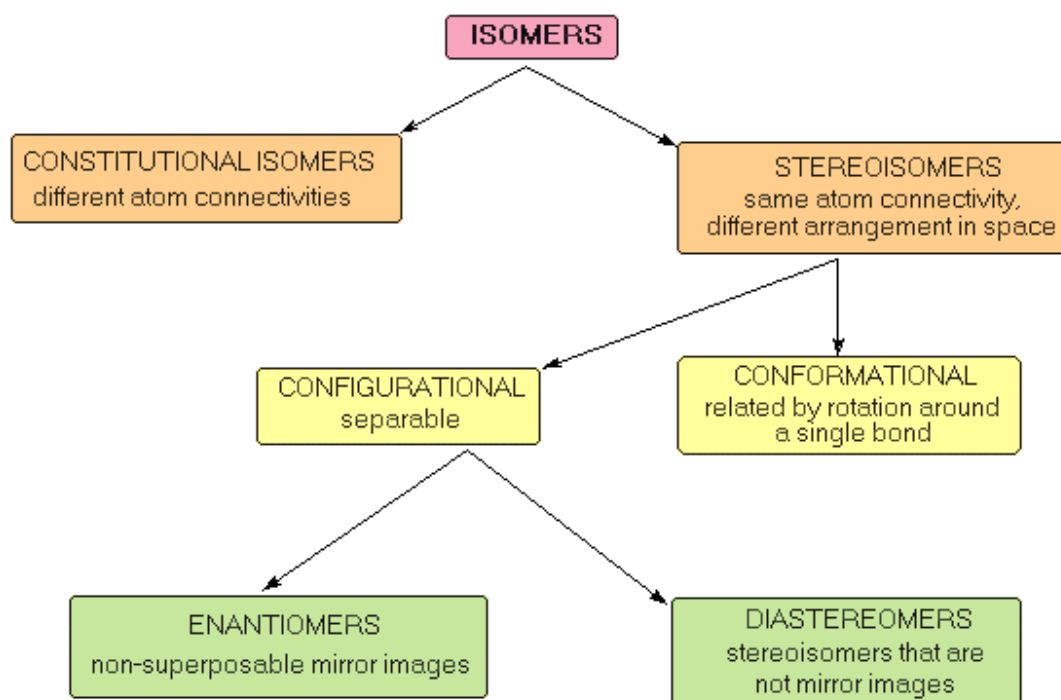 ISOMERS
CONSTITUTIONAL ISOMERS
different atom connectivities
STEREOISOMERS
same atom connectivity,
different arrangement in space
CONFIGURATIONAL
separable
CONFORMATIONAL
related by rotation around
a single bond
ENANTIOMERS
non-superposable mirror images
DIASTEREOMERS
stereoisomers that are
not mirror images